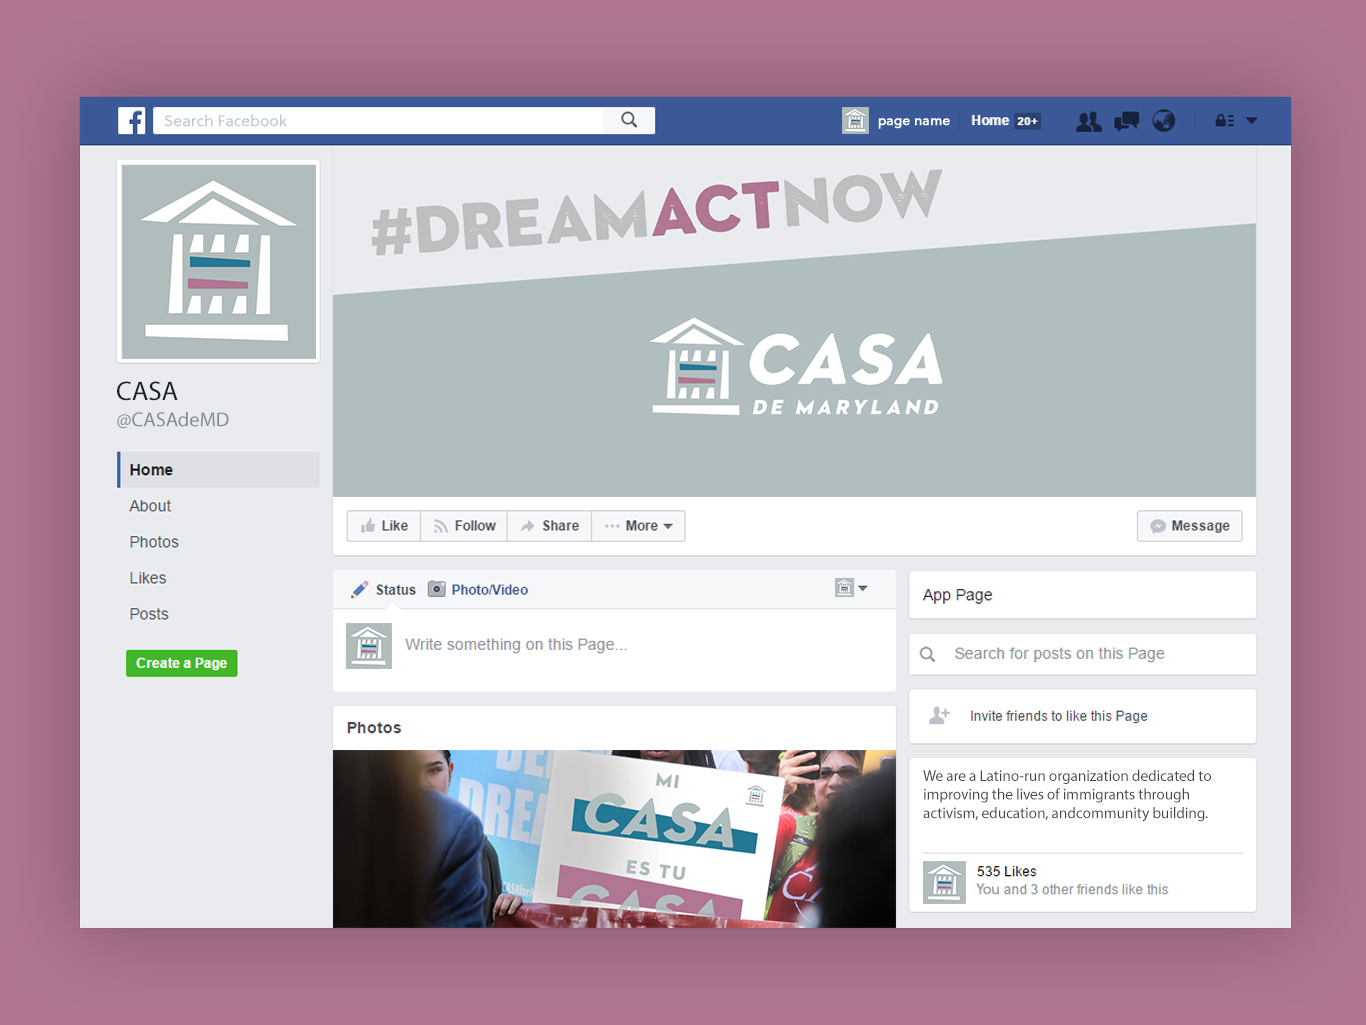 f
Search Facebook
page name
Home 20+
#DREAMACTNOW
CASA
DE MARYLAND
CASA
@CASAdeMD
Home
About
Photos
Likes
Posts
Create a Page
Like
Follow
Share
More
Message
Status
Photo/Video
Write something on this Page...
Photos
DE
DRE
MI
CASA
ES TU
CASA
App Page
Search for posts on this Page
Invite friends to like this Page
We are a Latino-run organization dedicated to
improving the lives of immigrants through
activism, education, andcommunity building.
535 Likes
You and 3 other friends like this